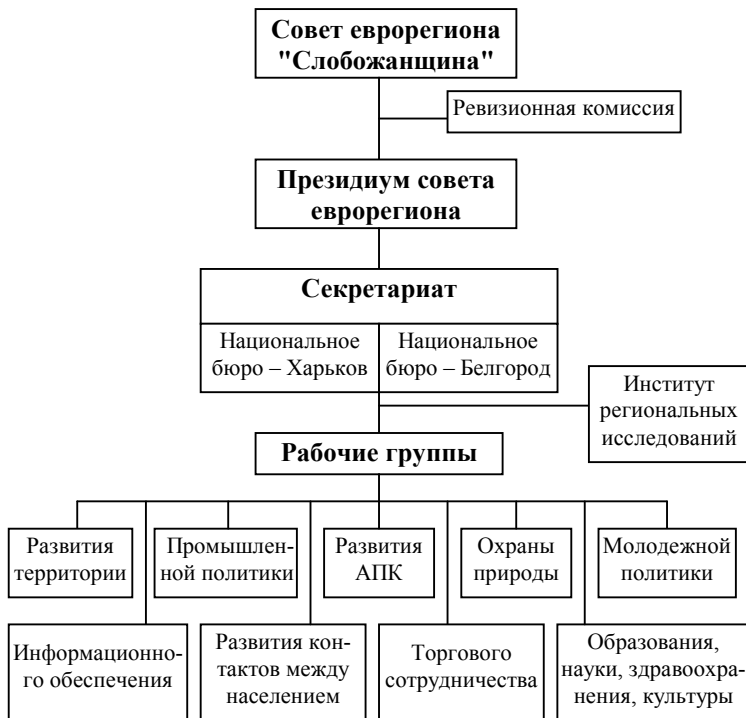 Совет еврорегиона
"Слобожанщина"
Ревизионная комиссия
Президиум совета
еврорегиона
Секретариат
Национальное
бюро – Харьков
Национальное
бюро – Белгород
Институт
региональных
исследований
Рабочие группы
Развития
территории
Промышлен-
ной политики
Развития
АПК
Охраны
природы
Молодежной
политики
Информационно-
го обеспечения
Развития кон-
тактов между
населением
Торгового
сотрудничества
Образования,
науки, здравоохра-
нения, культуры